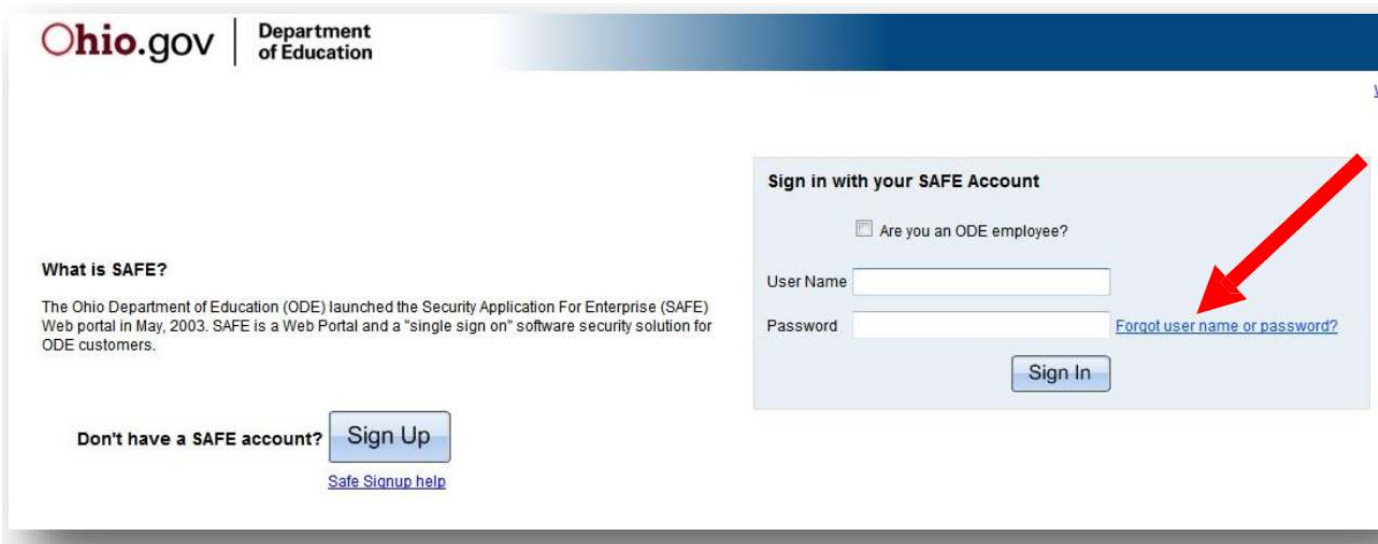 Ohio.gov
Department
of Education
Sign in with your SAFE Account
Are you an ODE employee?
User Name
Password
Forgot user name or password?
Sign In
What is SAFE?
The Ohio Department of Education (ODE) launched the Security Application For Enterprise (SAFE)
Web portal in May, 2003. SAFE is a Web Portal and a "single sign on" software security solution for
ODE customers.
Don't have a SAFE account?
Sign Up
Safe Signup help